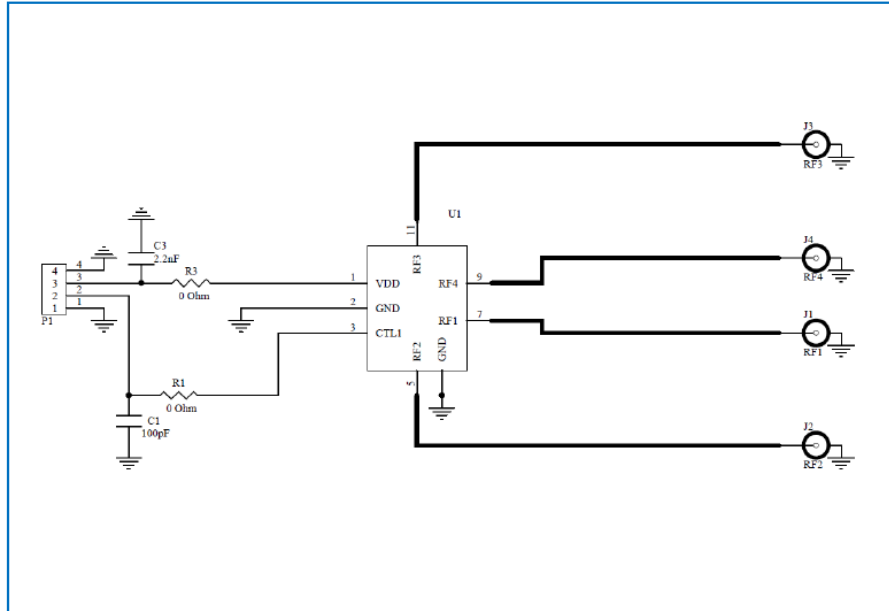 J3
RF3
U1
11
C3
2.2nF
J4
RF4
R3
0 Ohm
4
3
2
1
4
3
2
1
P1
1
VDD
2
GND
3
CTL1
RF3
RF4
9
RF1
7
RF2
GND
5
J1
RF1
R1
0 Ohm
C1
100pF
J2
RF2